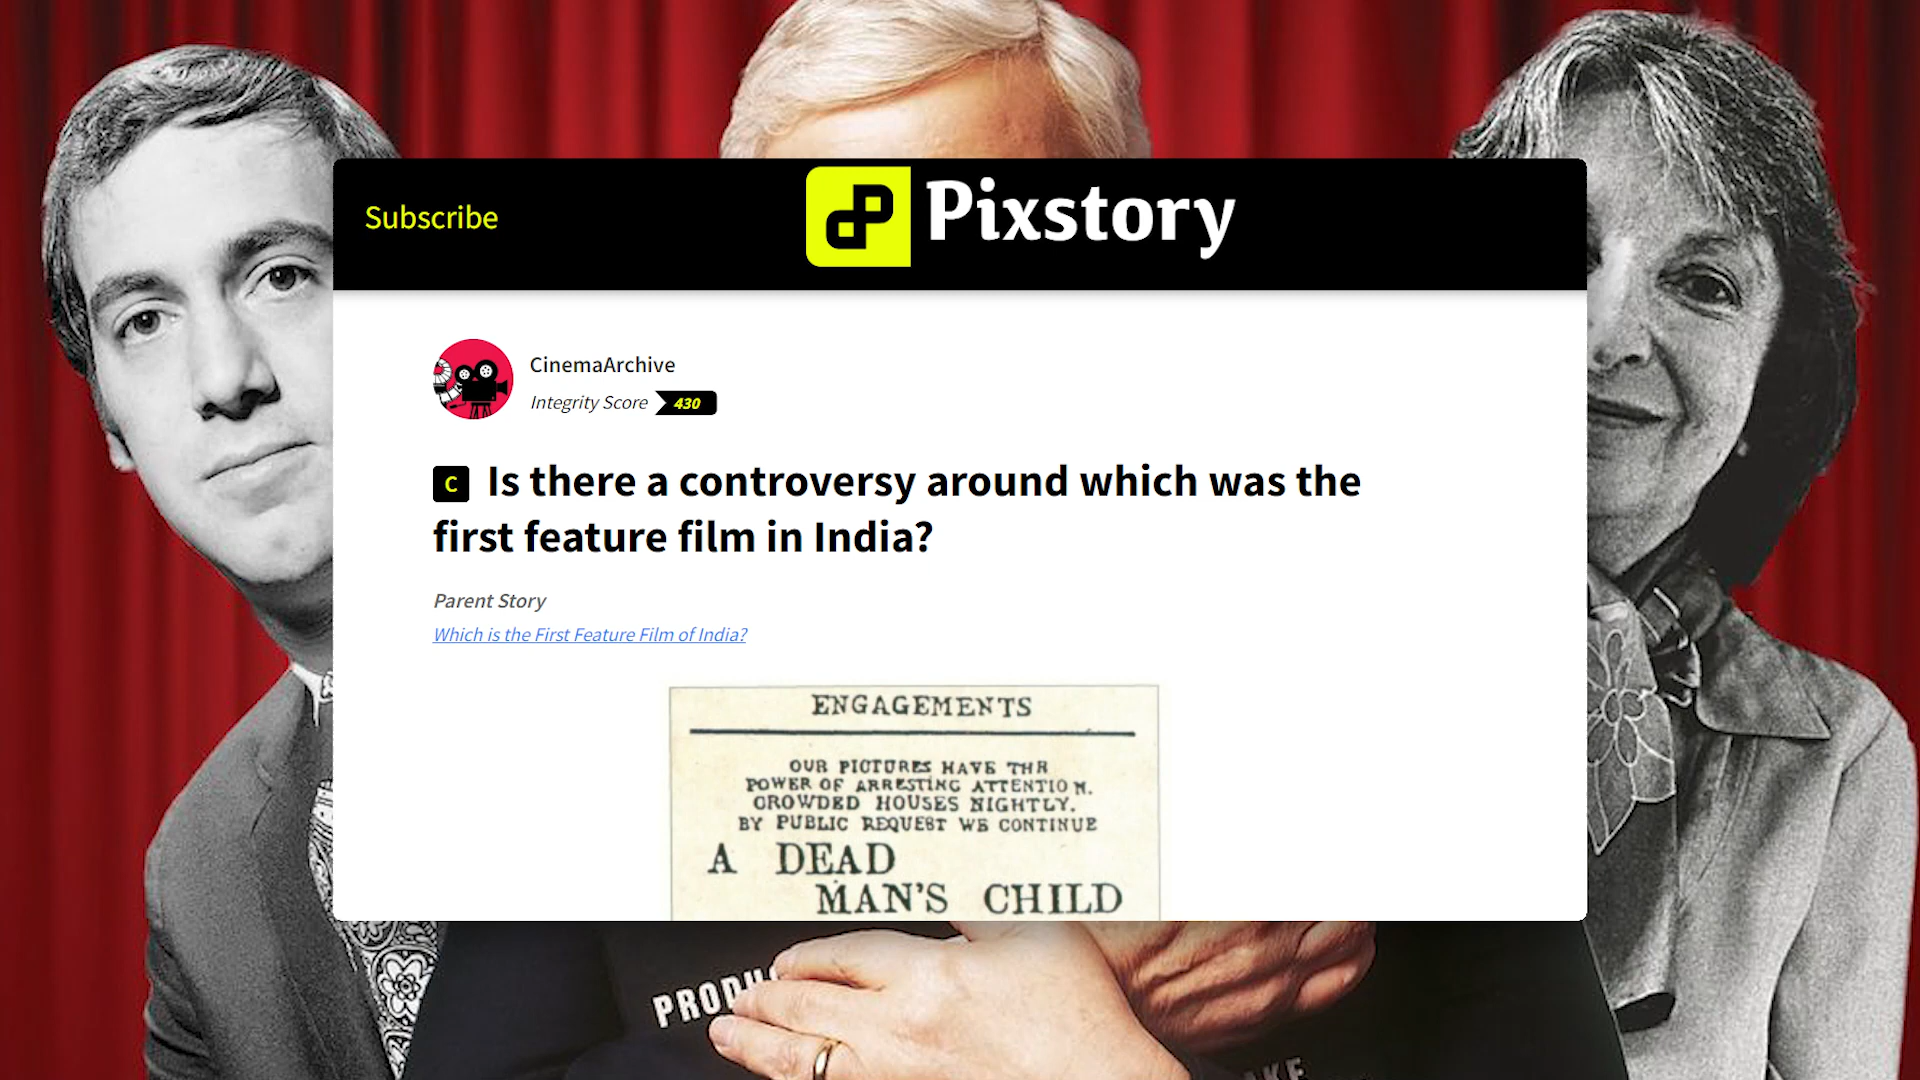 Subscribe
Pixstory
CinemaArchive
Integrity Score 430
C Is there a controversy around which was the
first feature film in India?
Parent Story
Which is the First Feature Film of India?
ENGAGEMENTS
OUR PICTURES HAVE THR
POWER OF ARRESTING ATTENTION.
CROWDED HOUSES NIGHTLY.
BY PUBLIC REQUEST WE CONTINUE
A DEAD
MAN'S CHILD